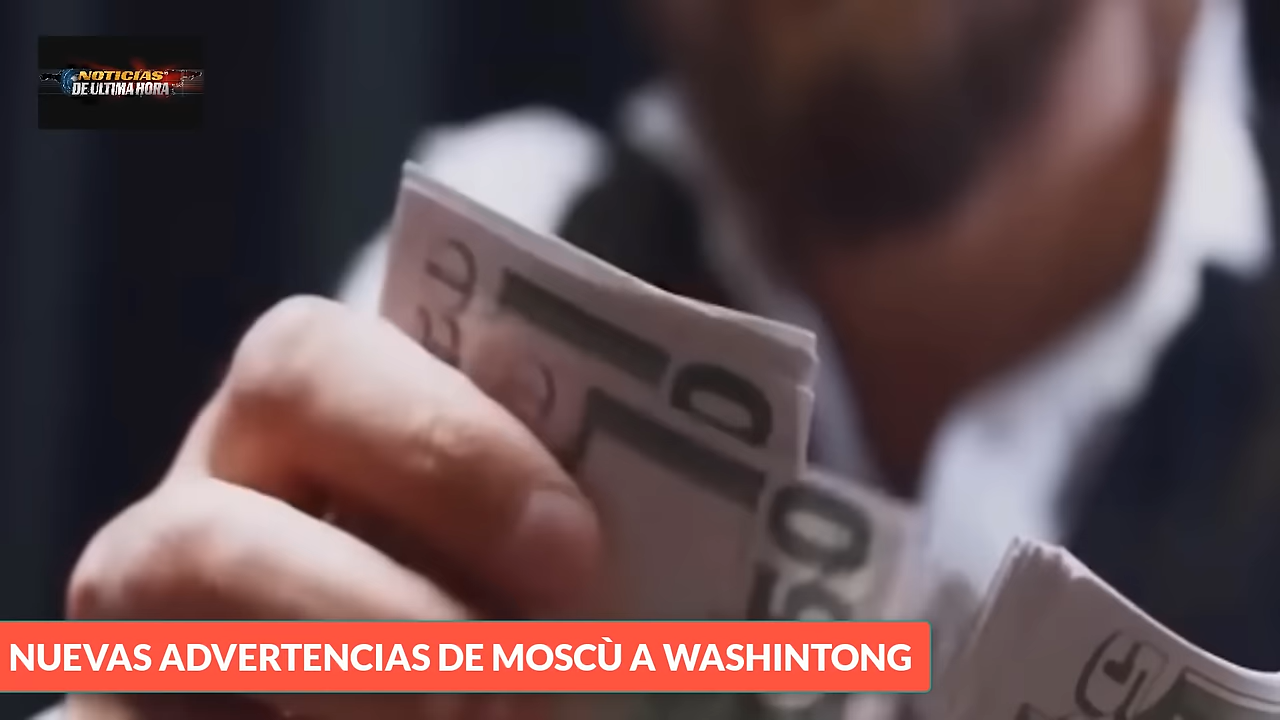 NOTICIAS
DE ULTIMA HORA
NUEVAS ADVERTENCIAS DE MOSCÙ A WASHINTONG